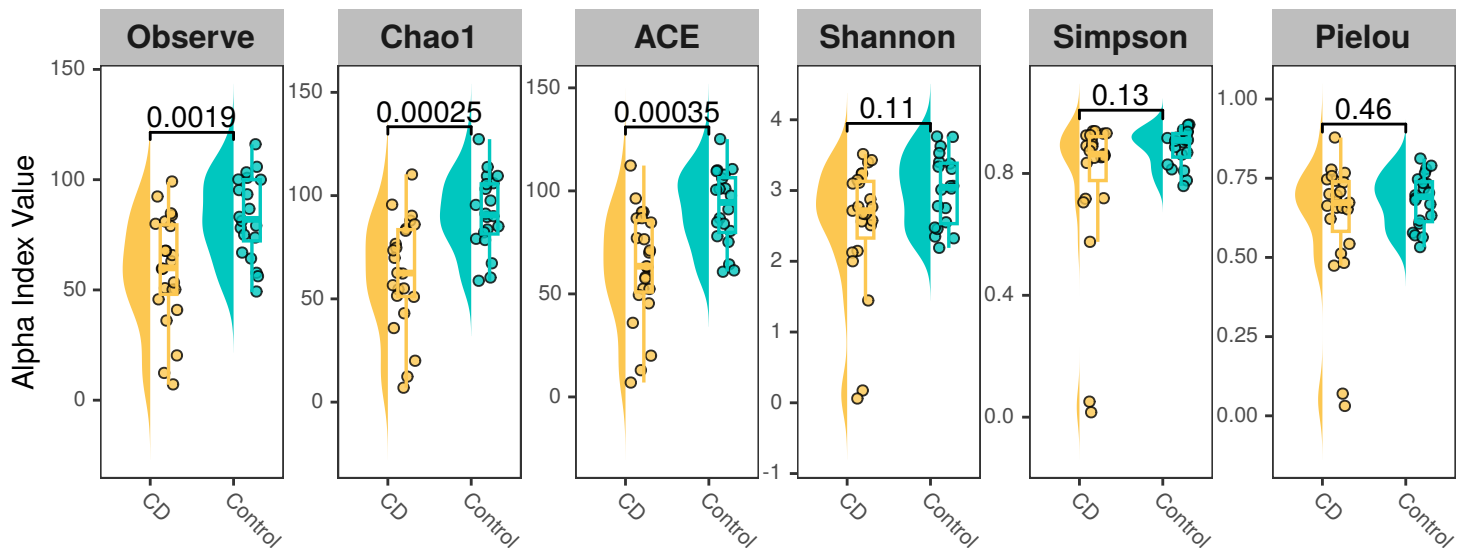 Observe
Chao1
ACE
Shannon
Simpson
Pielou
Alpha Index Value
150
100
50
0
0.0019
CD
Control
150
100
50
0
0.00025
CD
Control
150
100
50
0
0.00035
CD
Control
4
3
2
1
0
-1
0.11
CD
Control
0.8
0.4
0.0
0.13
CD
Control
1.00
0.75
0.50
0.25
0.00
0.46
CD
Control